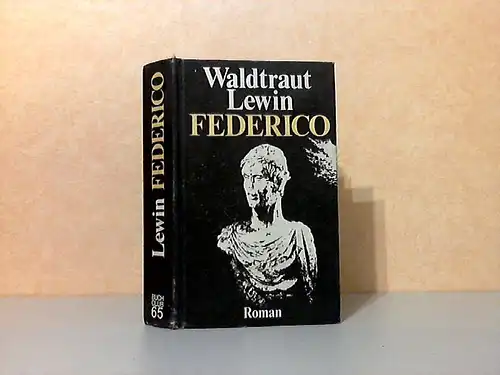 Waldtraut
Lewin
FEDERICO
Roman
Lewin FEDERICO
BUCH
CLUB
65